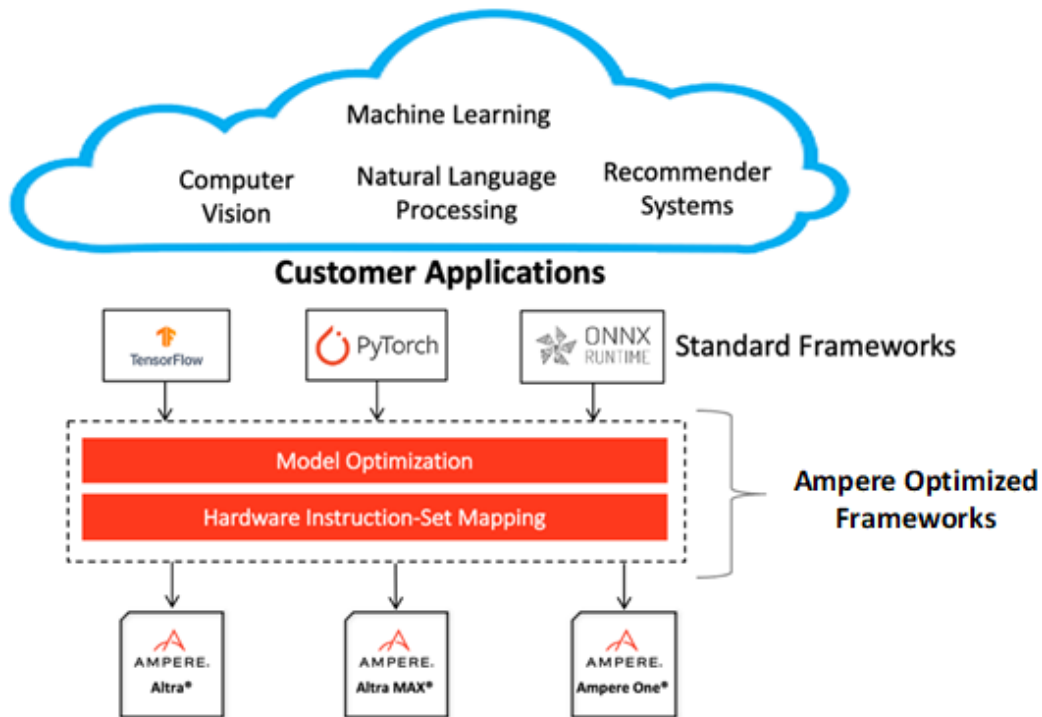 Machine Learning
Computer
Vision
Natural Language
Processing
Recommender
Systems
Customer Applications
TensorFlow
PyTorch
ONNX
RUNTIME
Standard Frameworks
Model Optimization
Hardware Instruction-Set Mapping
Ampere Optimized
Frameworks
AMPERE.
Altra®
AMPERE.
Altra MAX®
AMPERE.
Ampere One®